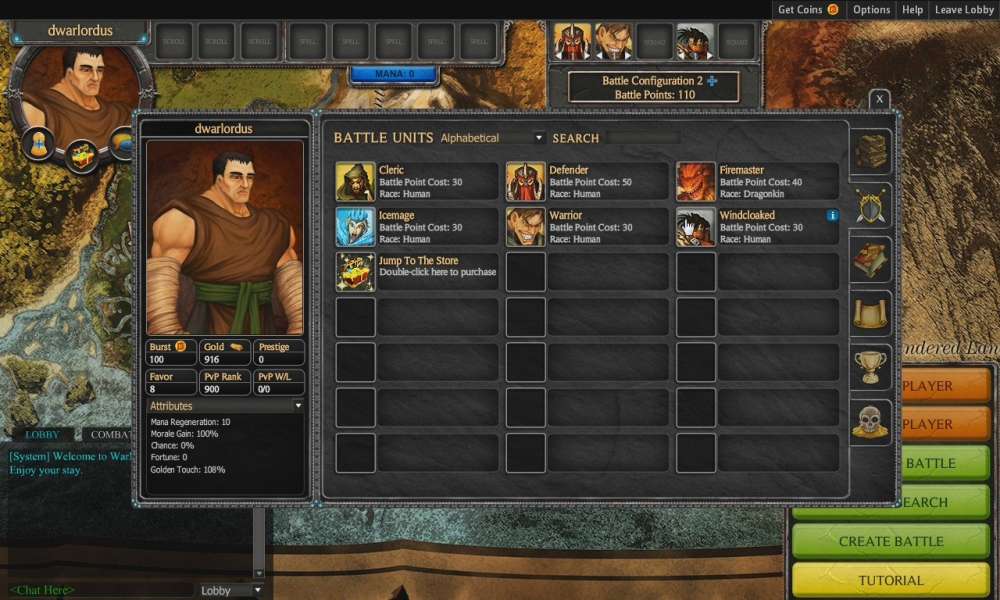 Get Coins Options Help Leave Lobby
dwarlordus
SCROLL SCROLL SCROLL SPELL SPELL SPELL SPELL SPELL
SQUAD SQUAD
MANA: 0
Battle Configuration 2
Battle Points: 110
X
dwarlordus
BATTLE UNITS Alphabetical SEARCH
Cleric
Battle Point Cost: 30
Race: Human
Defender
Battle Point Cost: 50
Race: Human
Firemaster
Battle Point Cost: 40
Race: Dragonkin
Icemage
Battle Point Cost: 30
Race: Human
Warrior
Battle Point Cost: 30
Race: Human
Windcloaked
Battle Point Cost: 30
Race: Human
Jump To The Store
Double-click here to purchase
Burst Gold Prestige
100 916 0
Favor PvP Rank PvP W/L
8 900 0/0
Attributes
Mana Regeneration: 10
Morale Gain: 100%
Chance: 0%
Fortune: 0
Golden Touch: 108%
ndered Lan
PLAYER
PLAYER
BATTLE
EARCH
CREATE BATTLE
TUTORIAL
LOBBY COMBAT
[System] Welcome to Warl
Enjoy your stay.
<Chat Here> Lobby